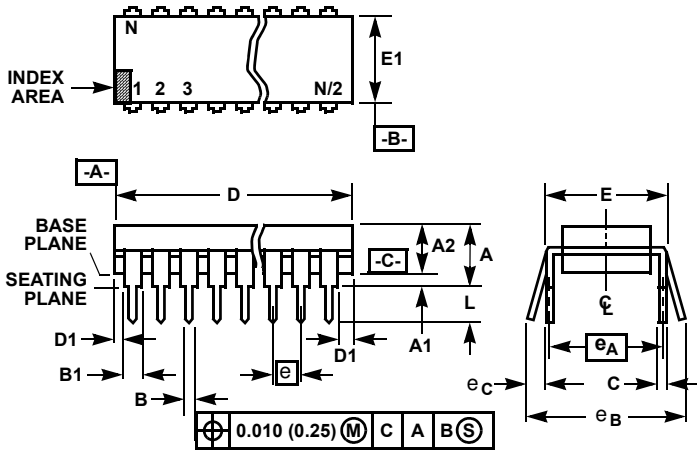 N
E1
INDEX
AREA
1 2 3 N/2
-B-
-A-
D
E
BASE
PLANE
A2
A
-C-
SEATING
PLANE
L
C
L
D1
A1
D1
eA
B1
e
eC
C
B
eB
0.010 (0.25) M C A B S